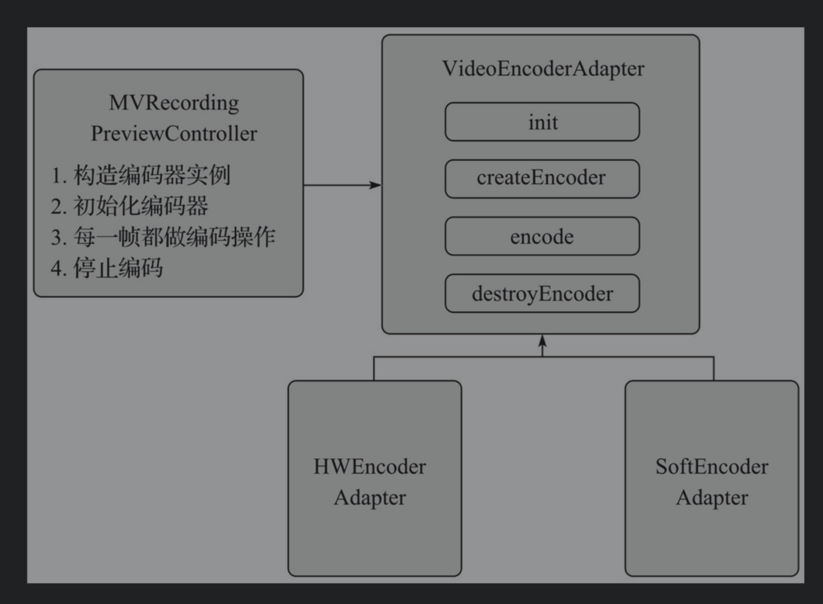 MVRecording
PreviewController
1. 构造编码器实例
2. 初始化编码器
3. 每一帧都做编码操作
4. 停止编码
VideoEncoderAdapter
init
createEncoder
encode
destroyEncoder
HWEncoder
Adapter
SoftEncoder
Adapter